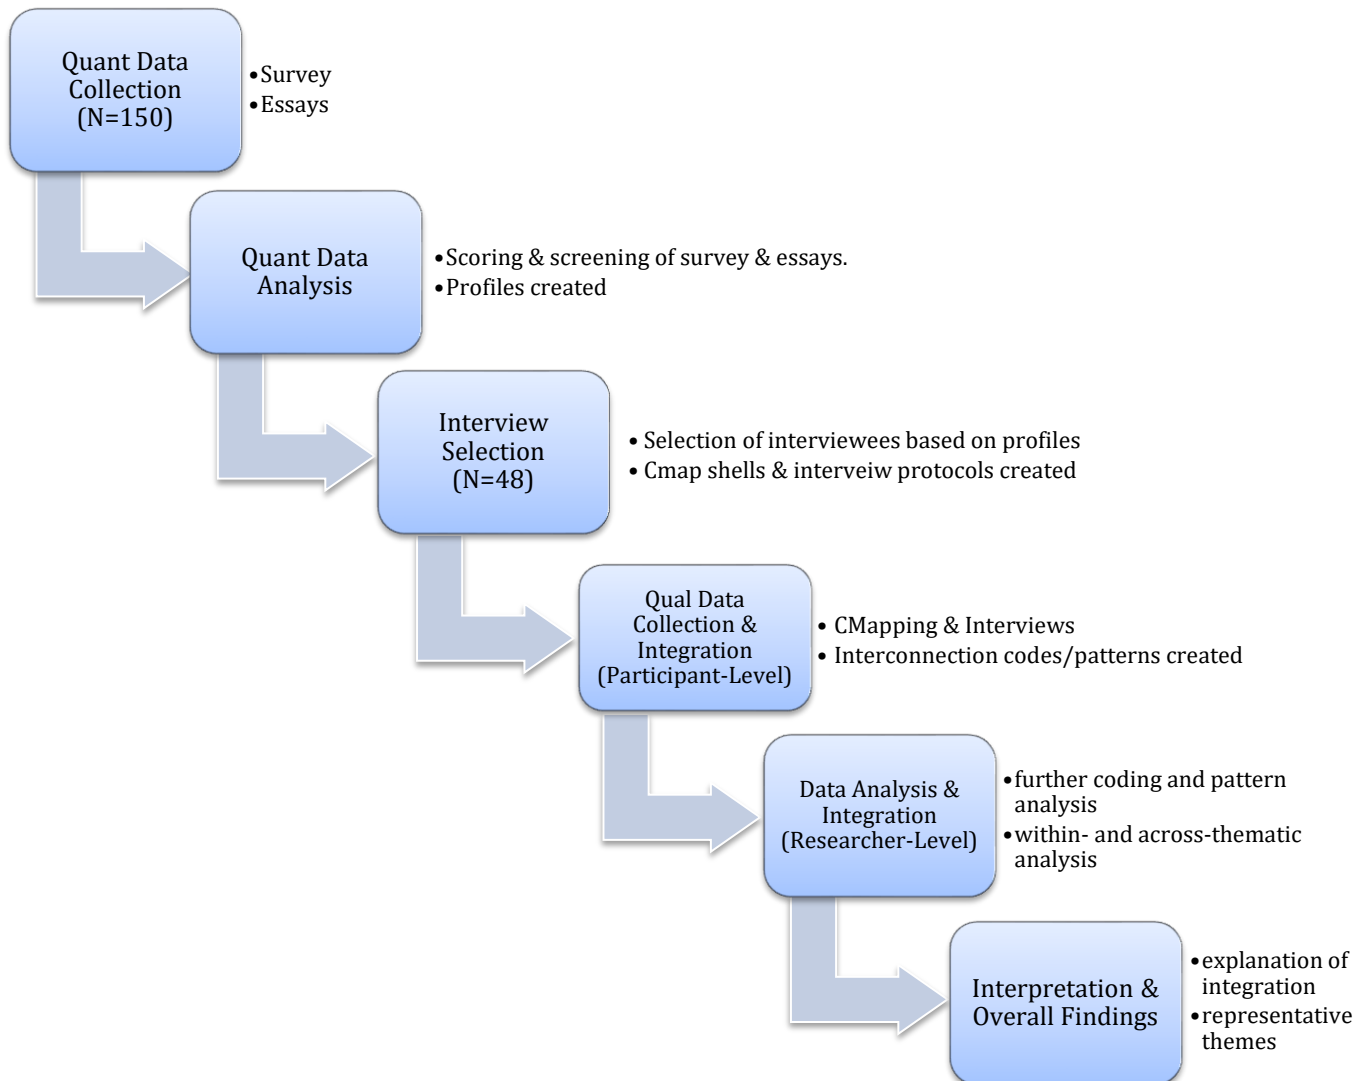 Quant Data
Collection
(N=150)
•Survey
•Essays
Quant Data
Analysis
•Scoring & screening of survey & essays.
•Profiles created
Interview
Selection
(N=48)
• Selection of interviewees based on profiles
• Cmap shells & interveiw protocols created
Qual Data
Collection &
Integration
(Participant-Level)
• CMapping & Interviews
• Interconnection codes/patterns created
Data Analysis &
Integration
(Researcher-Level)
•further coding and pattern
analysis
•within- and across-thematic
analysis
Interpretation &
Overall Findings
•explanation of
integration
•representative
themes